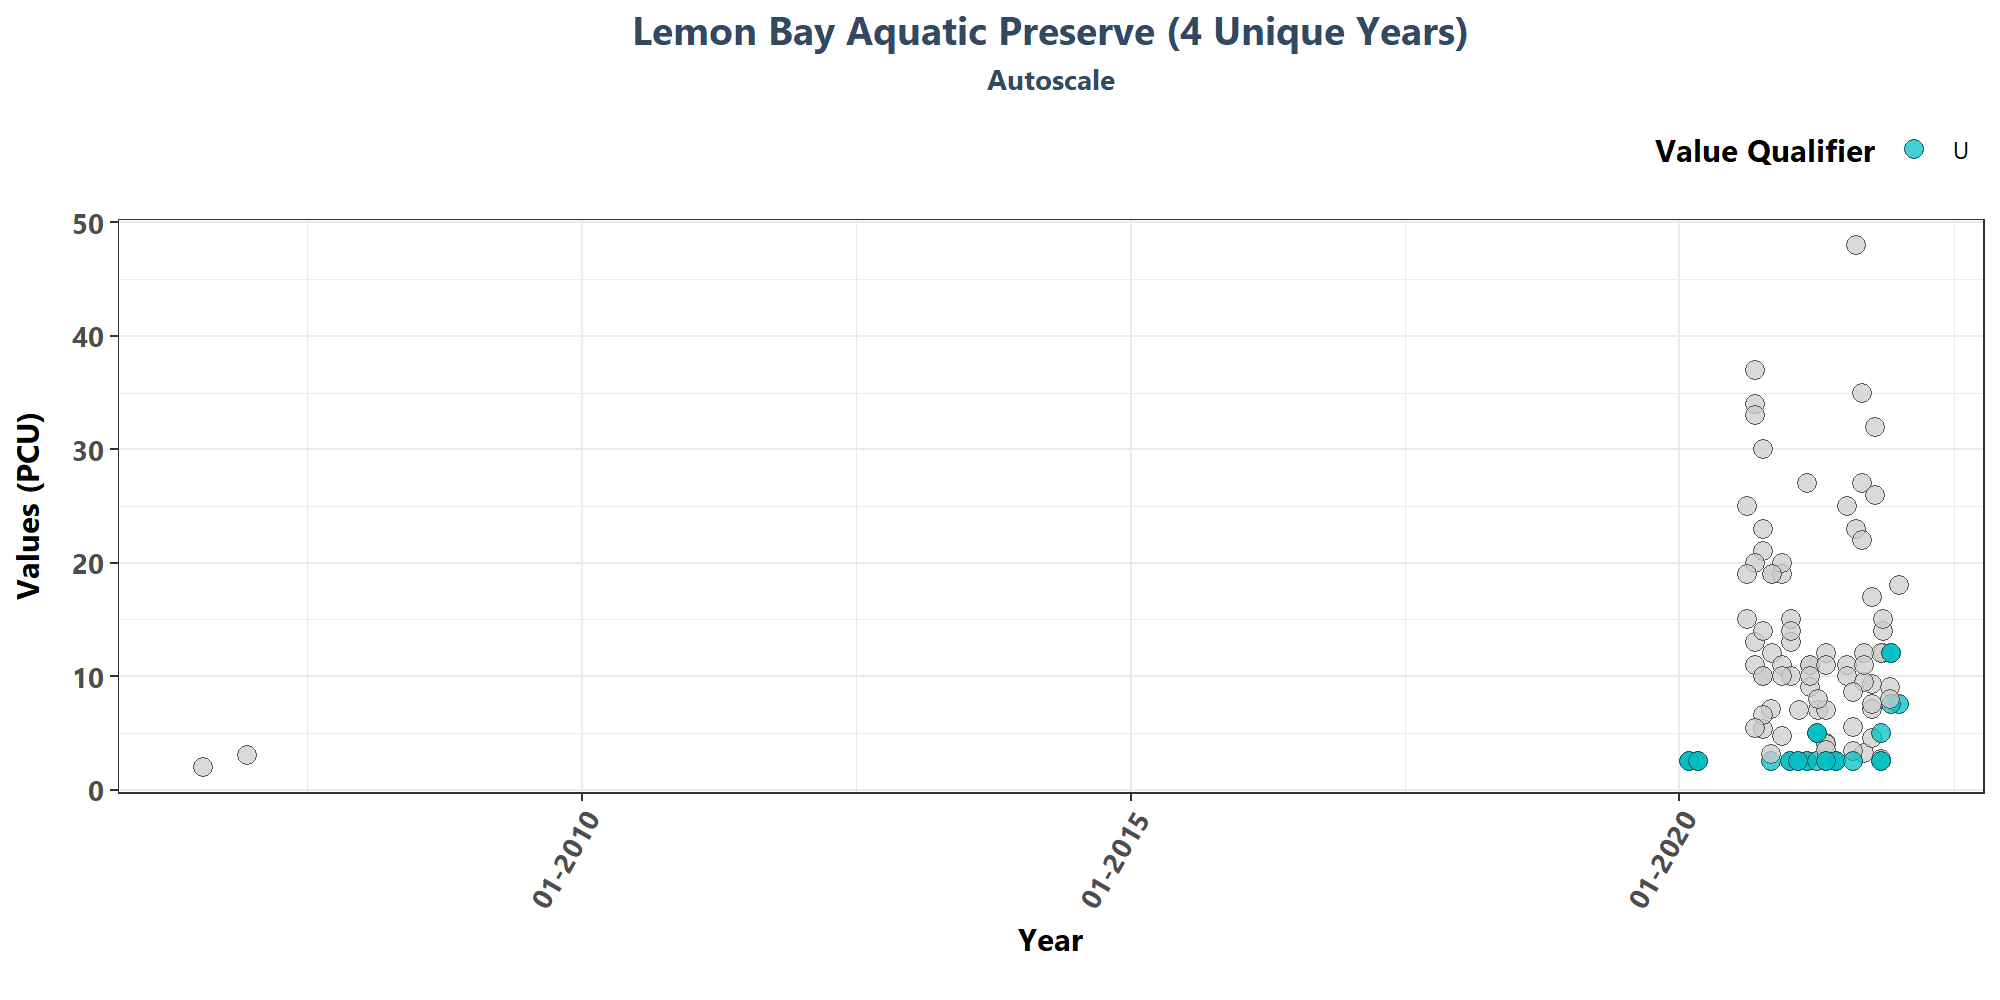 Lemon Bay Aquatic Preserve (4 Unique Years)
Autoscale
Value Qualifier U
50
40
30
20
10
0
Values (PCU)
01-2010
01-2015
01-2020
Year